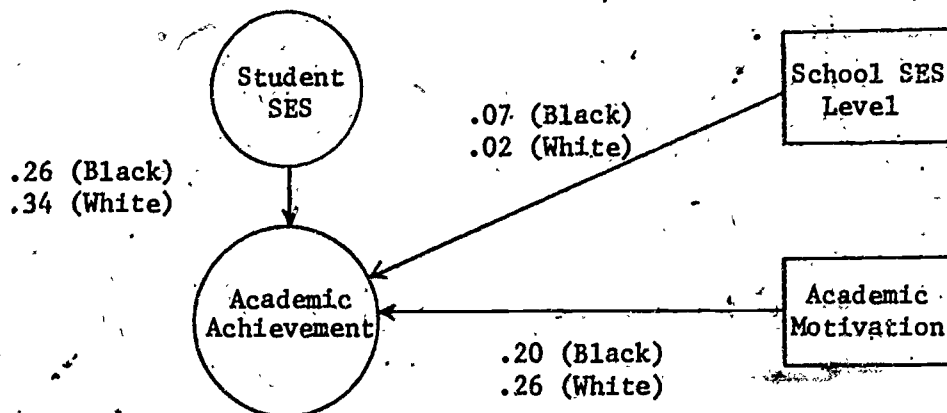 Student
SES
School SES
Level
.07 (Black)
.02 (White)
.26 (Black)
.34 (White)
Academic
Achievement
Academic
Motivation
.20 (Black)
.26 (White)